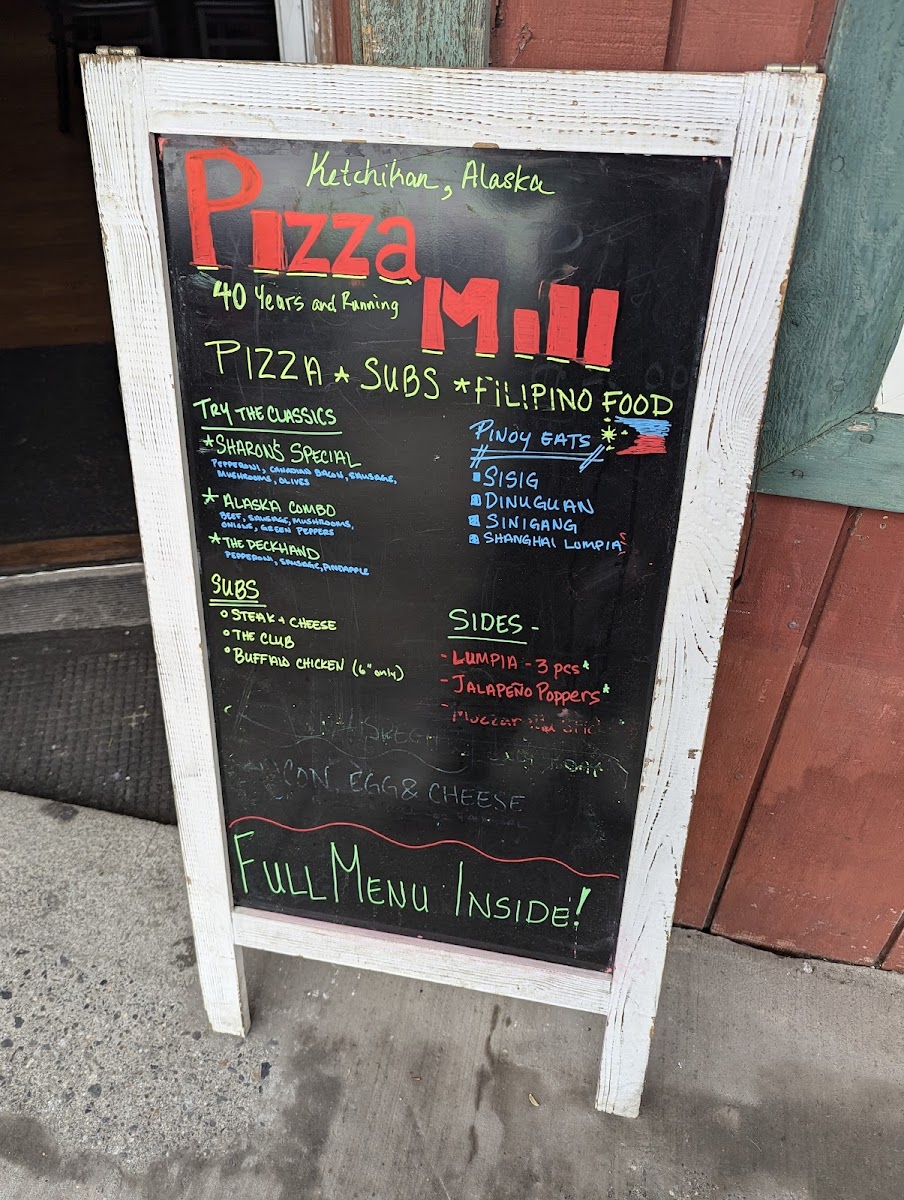 Ketchikan, Alaska
Pizza
Mill
40 Years and Running
PIZZA * SUBS * FILIPINO FOOD
TRY THE CLASSICS
*SHARON'S SPECIAL
PEPPERONI, CANADIAN BACON, SAUSAGE,
MUSHROOMS, OLIVES
* ALASKA COMBO
BEEF, SAUSAGE, MUSHROOMS,
ONIONS, GREEN PEPPERS
* THE DECKHAND
PEPPERONI, SAUSAGE, PINEAPPLE
PINOY EATS
SISIG
DINUGUAN
SINIGANG
SHANGHAI LUMPIA
SUBS
STEAK + CHEESE
THE CLUB
BUFFALO CHICKEN (6" only)
SIDES -
- LUMPIA - 3 pcs*
- JALAPEÑO POPPERS*
EGG & CHEESE
FULL MENU INSIDE!